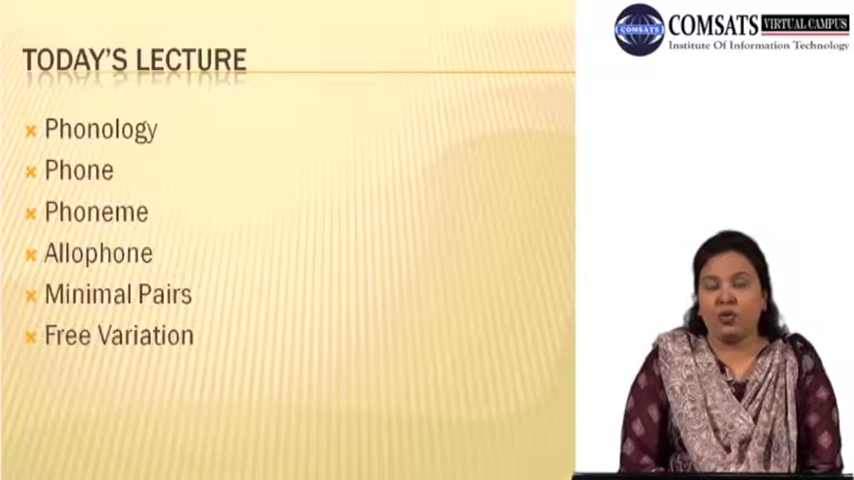 TODAY'S LECTURE
Phonology
Phone
Phoneme
Allophone
Minimal Pairs
Free Variation
COMSATS
COMSATS VIRTUAL CAMPUS
Institute Of Information Technology